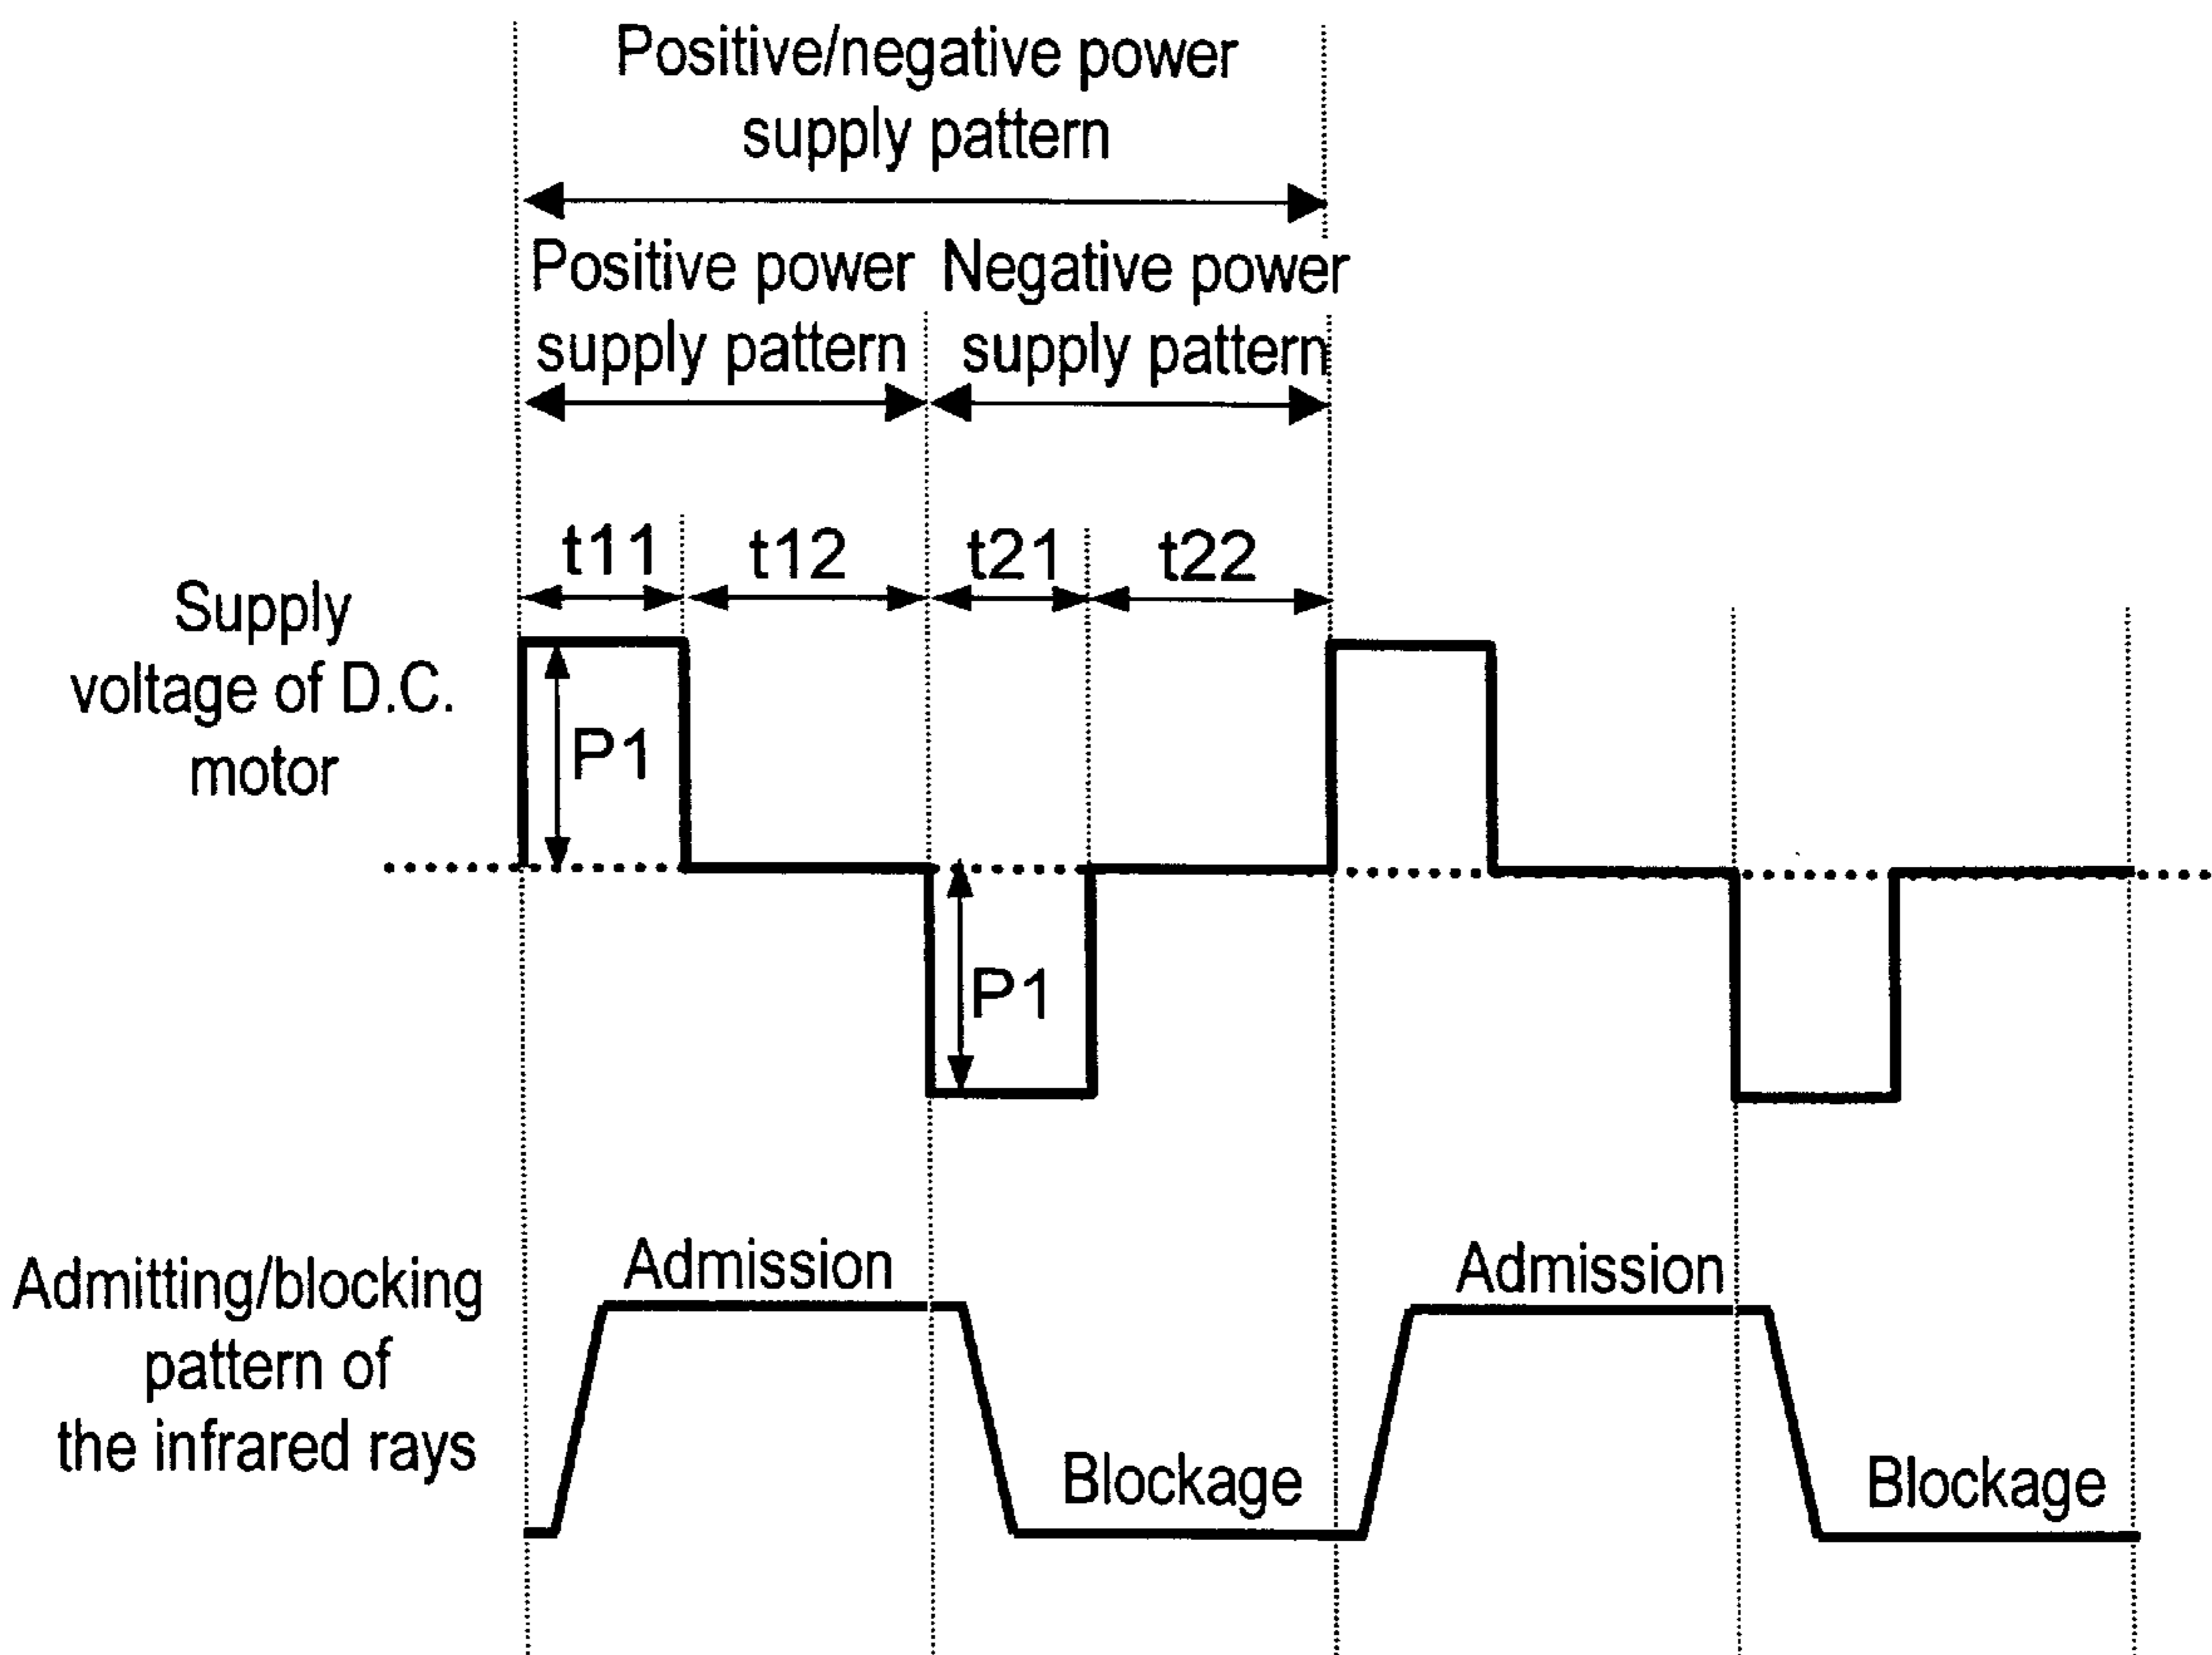 Positive/negative power
supply pattern
Positive power
supply pattern
Negative power
supply pattern
t11
t12
t21
t22
Supply
voltage of D.C.
motor
P1
P1
Admitting/blocking
pattern of
the infrared rays
Admission
Blockage
Admission
Blockage